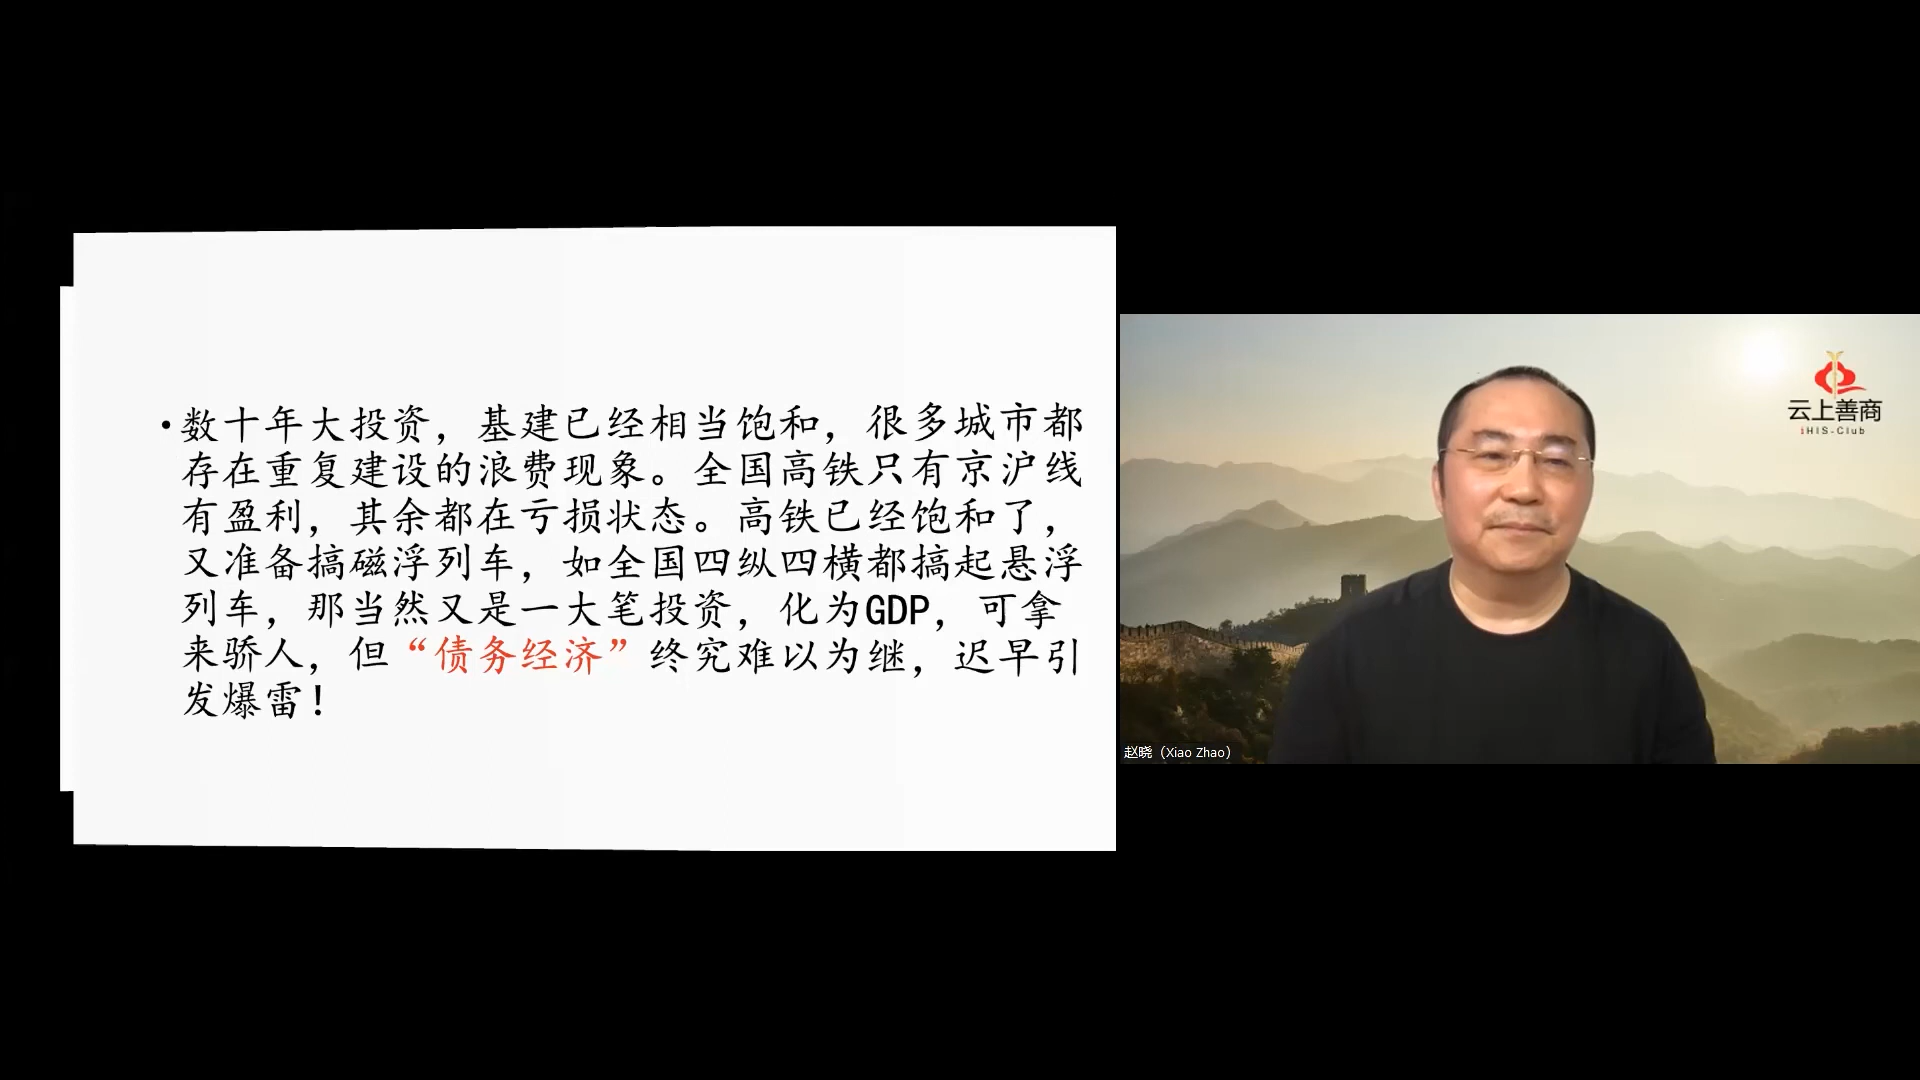 • 数十年大投资，基建已经相当饱和，很多城市都
存在重复建设的浪费现象。全国高铁只有京沪线
有盈利，其余都在亏损状态。高铁已经饱和了，
又准备搞磁浮列车，如全国四纵四横都搞起悬浮
列车，那当然又是一大笔投资，化为GDP，可拿
来骄人，但“债务经济”终究难以为继，迟早引
发爆雷！
云上善商
iHIS-Club
赵晓（Xiao Zhao）